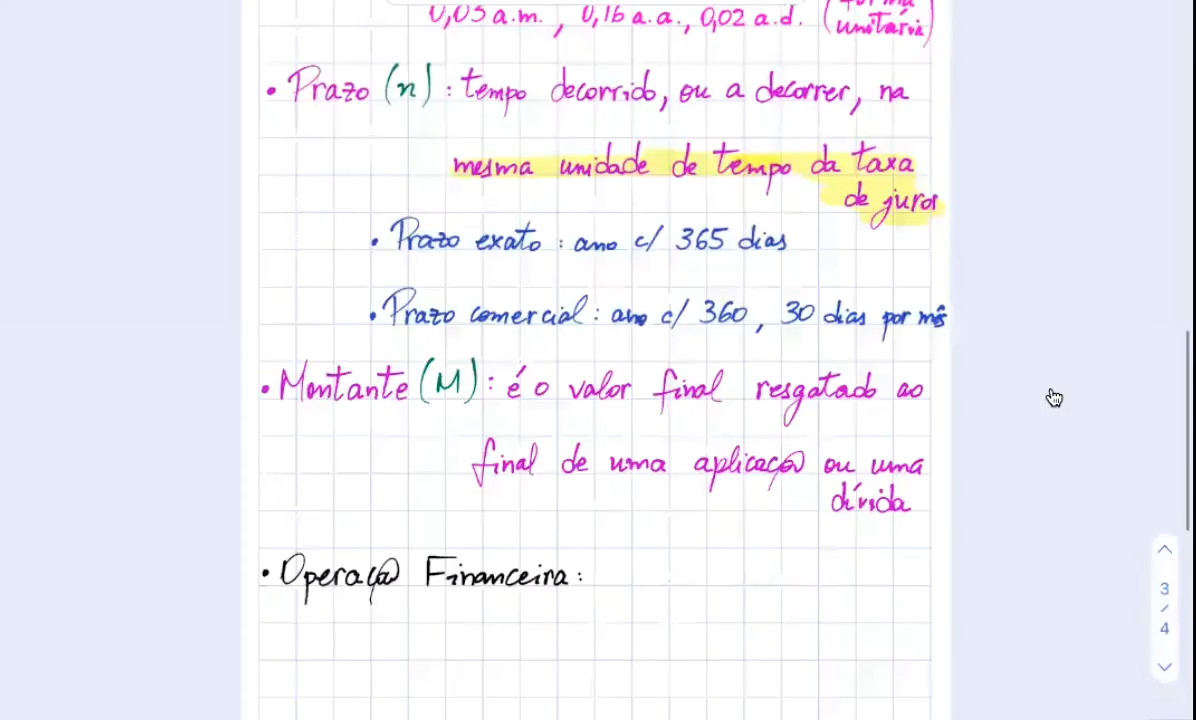 0,03 a.m., 0,16 a.a., 0,02 a.d. (forma
unitária)
• Prazo (n): tempo decorrido, ou a decorrer, na
mesma unidade de tempo da taxa
de juros
• Prazo exato: ano c/ 365 dias
• Prazo comercial: ano c/ 360, 30 dias por mês
• Montante (M): é o valor final resgatado ao
final de uma aplicação ou uma
dívida
• Operação Financeira:
3
/
4